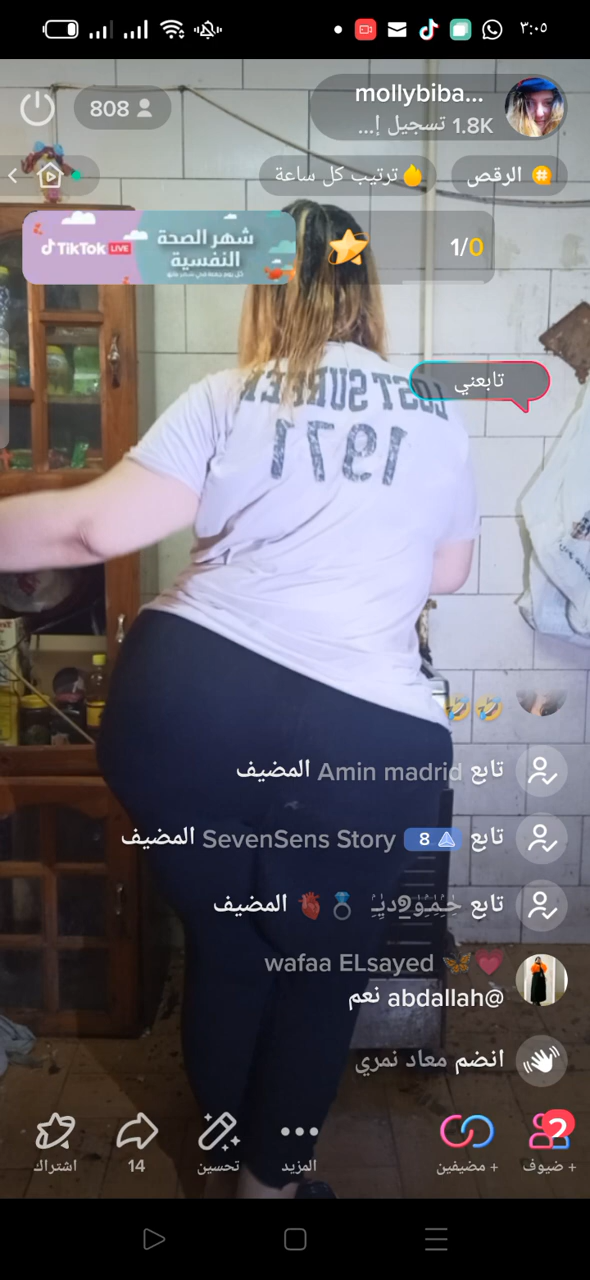 ٣:٠٥
mollybiba...
1.8K تسجيل إ...
808
# الرقص
ترتيب كل ساعة
1/0
TikTok LIVE
شهر الصحة
النفسية
تابعني
LOST SURFER
1971
🤣🤣
تابع Amin madrid المضيف
تابع 8 SevenSens Story المضيف
المضيف 🫀 💍 تابع
wafaa ELsayed 🦋💗
@abdallah نعم
انضم معاد نمري
2
+ ضيوف
+ مضيفين
المزيد
تحسين
14
اشتراك